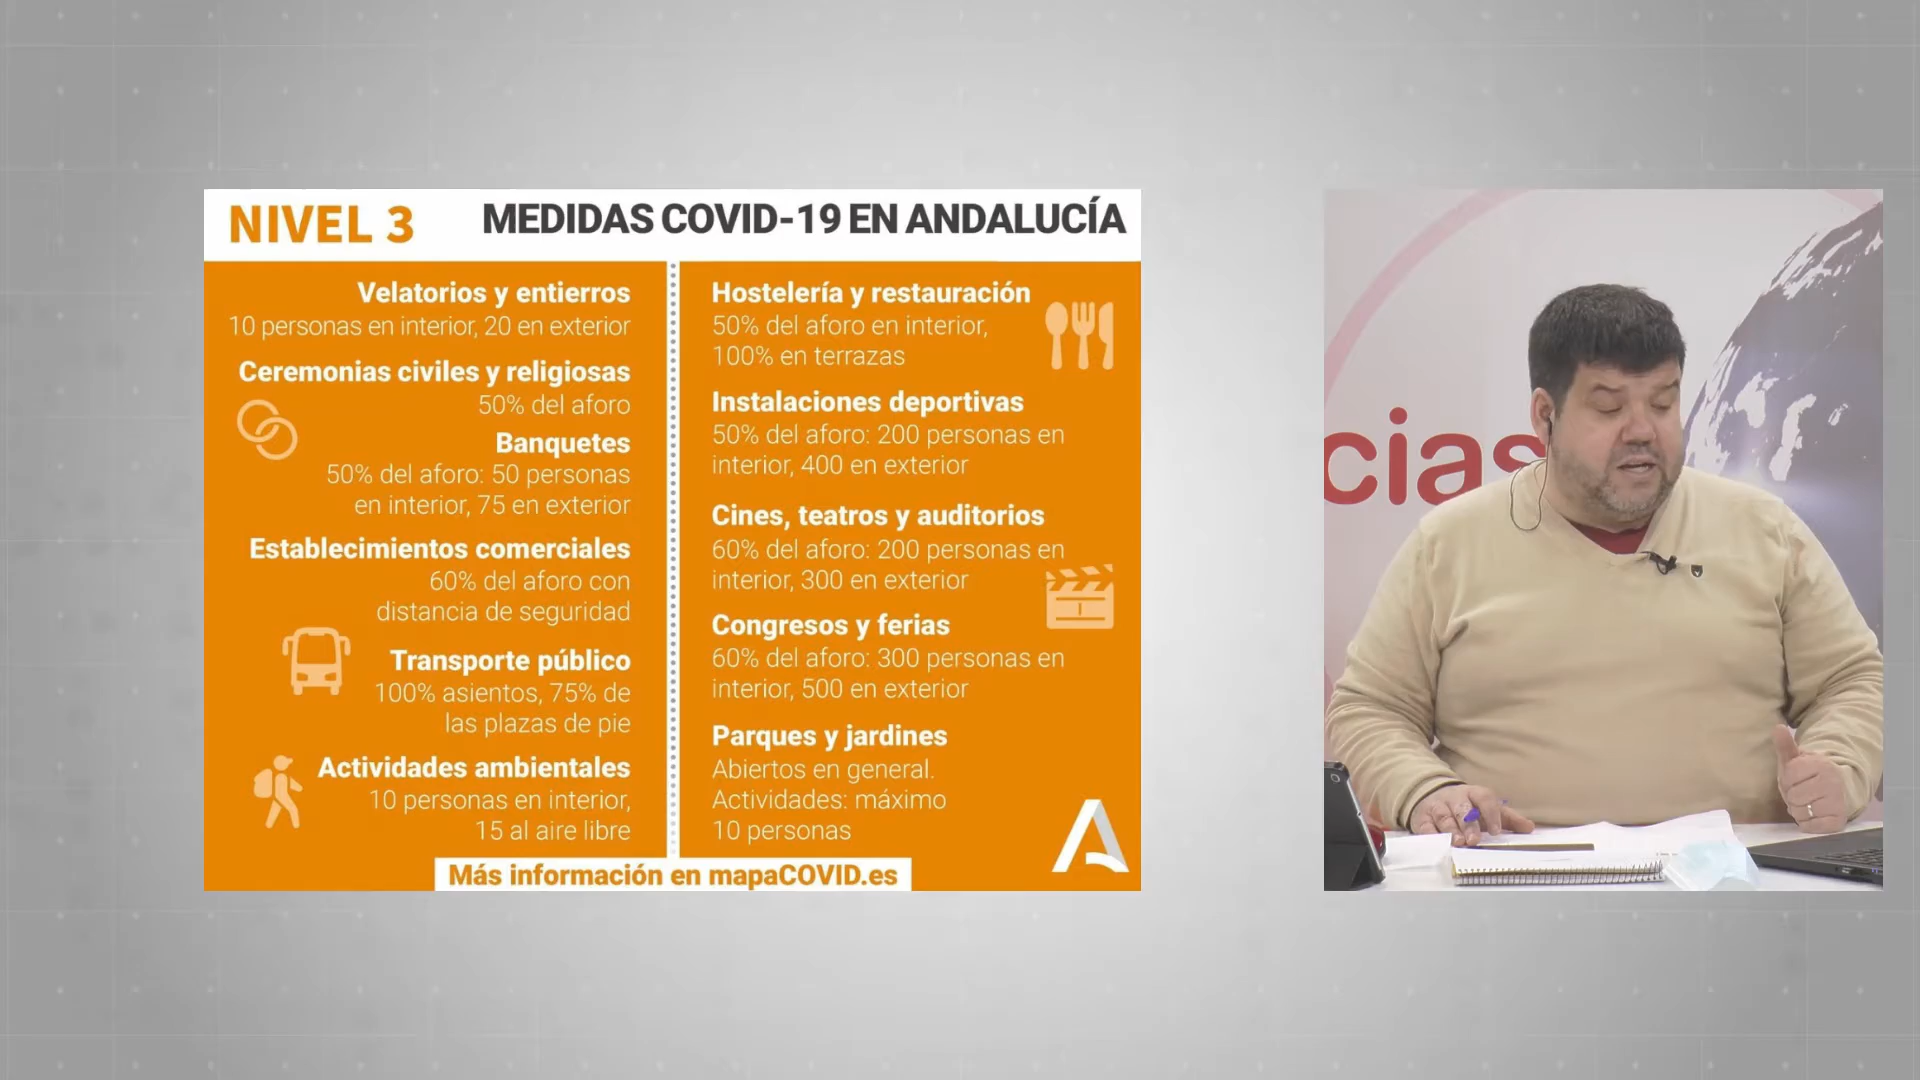 NIVEL 3
MEDIDAS COVID-19 EN ANDALUCÍA
Velatorios y entierros
10 personas en interior, 20 en exterior
Ceremonias civiles y religiosas
50% del aforo
Banquetes
50% del aforo: 50 personas
en interior, 75 en exterior
Establecimientos comerciales
60% del aforo con
distancia de seguridad
Transporte público
100% asientos, 75% de
las plazas de pie
Actividades ambientales
10 personas en interior,
15 al aire libre
Hostelería y restauración
50% del aforo en interior,
100% en terrazas
Instalaciones deportivas
50% del aforo: 200 personas en
interior, 400 en exterior
Cines, teatros y auditorios
60% del aforo: 200 personas en
interior, 300 en exterior
Congresos y ferias
60% del aforo: 300 personas en
interior, 500 en exterior
Parques y jardines
Abiertos en general.
Actividades: máximo
10 personas
Más información en mapaCOVID.es
cias